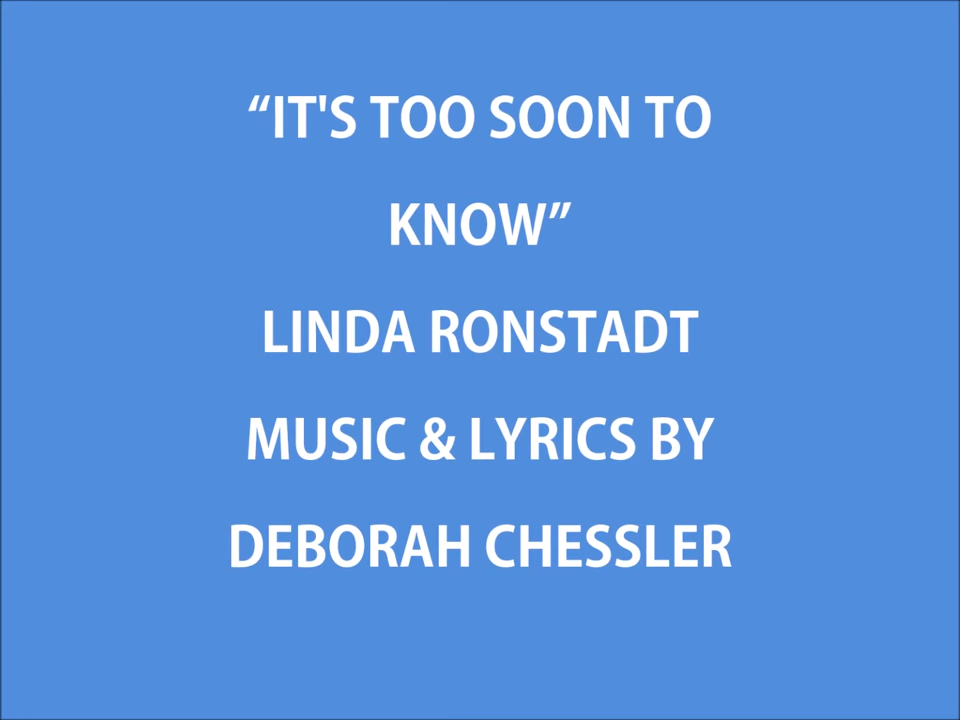 “IT'S TOO SOON TO
KNOW”
LINDA RONSTADT
MUSIC & LYRICS BY
DEBORAH CHESSLER